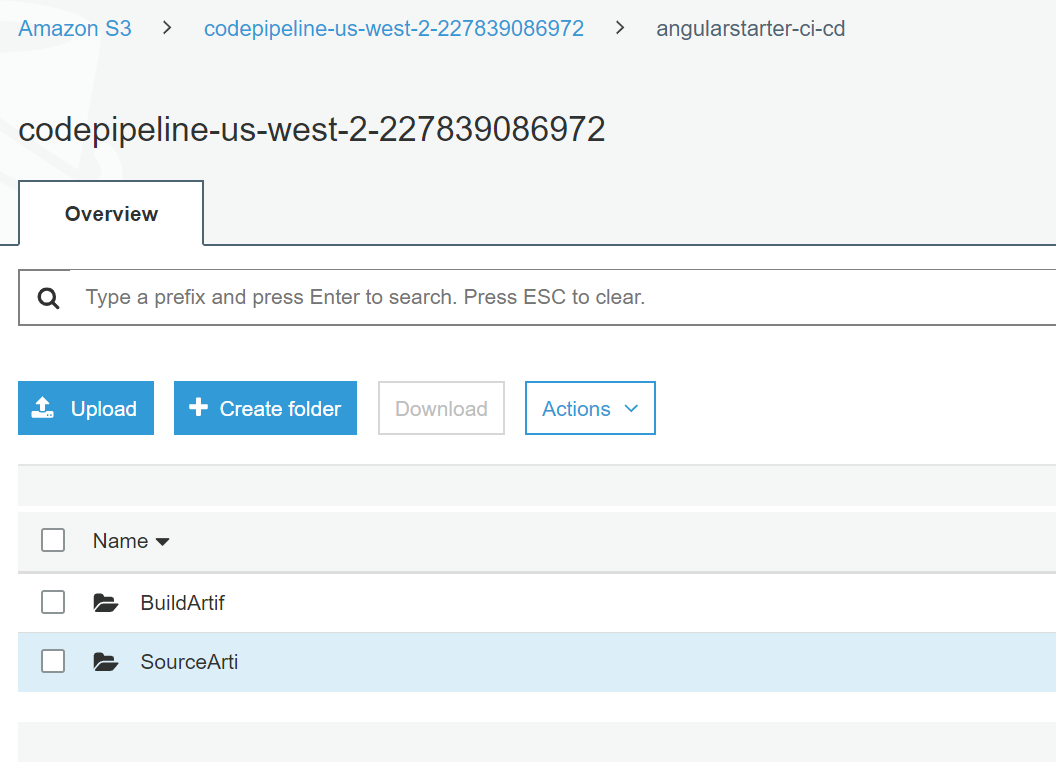 Amazon S3 > codepipeline-us-west-2-227839086972 > angularstarter-ci-cd
codepipeline-us-west-2-227839086972
Overview
Type a prefix and press Enter to search. Press ESC to clear.
Upload Create folder Download Actions
Name
BuildArtif
SourceArti